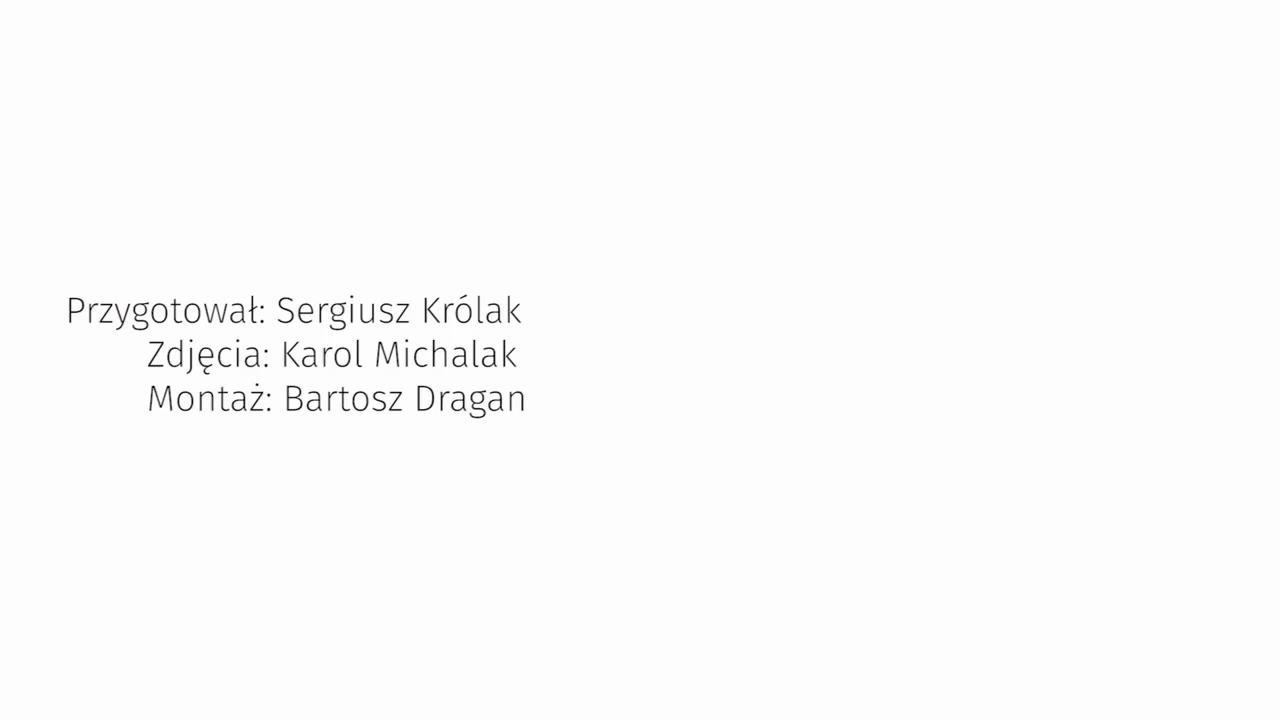 Przygotował: Sergiusz Królak
Zdjęcia: Karol Michalak
Montaż: Bartosz Dragan